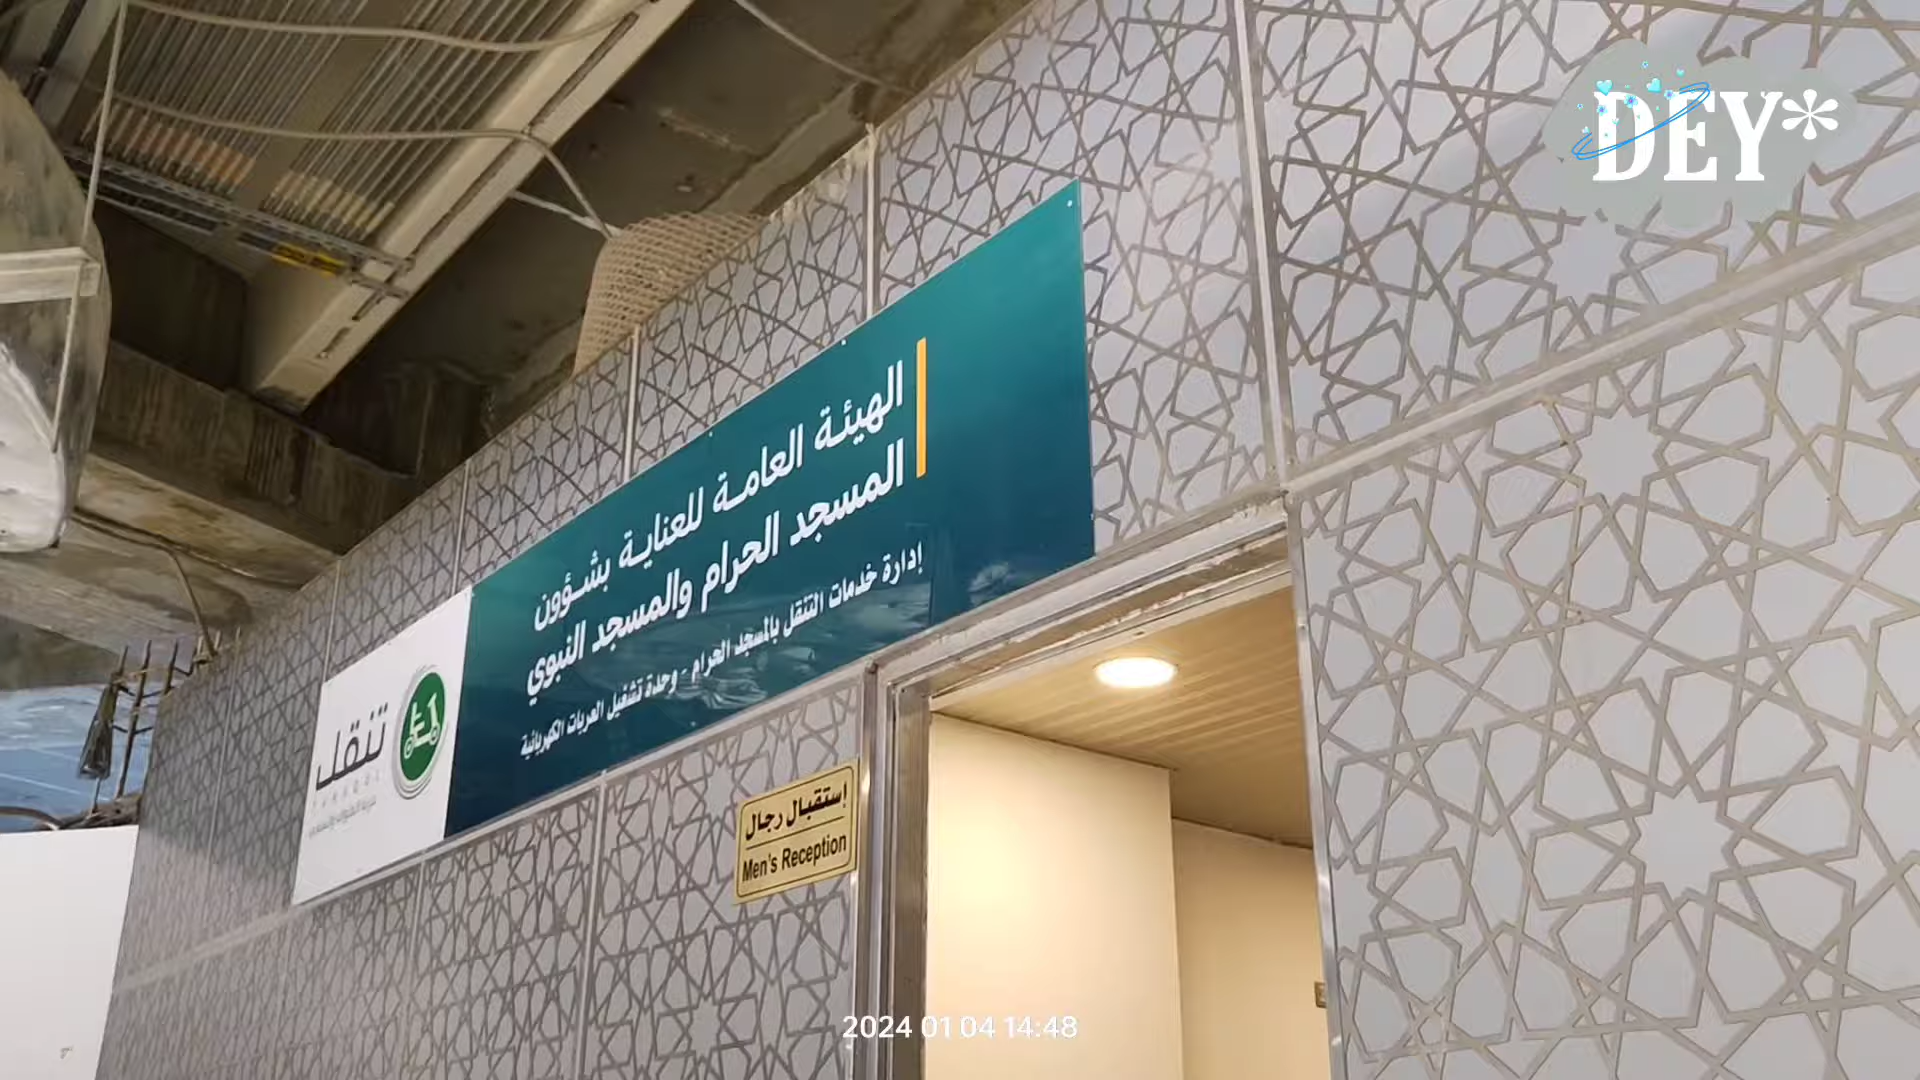 DEY*
الهيئة العامة للعناية بشؤون
المسجد الحرام والمسجد النبوي
إدارة خدمات التنقل بالمسجد الحرام - وحدة تشغيل العربات الكهربائية
تنقل
إستقبال رجال
Men's Reception
2024 01 04 14:48